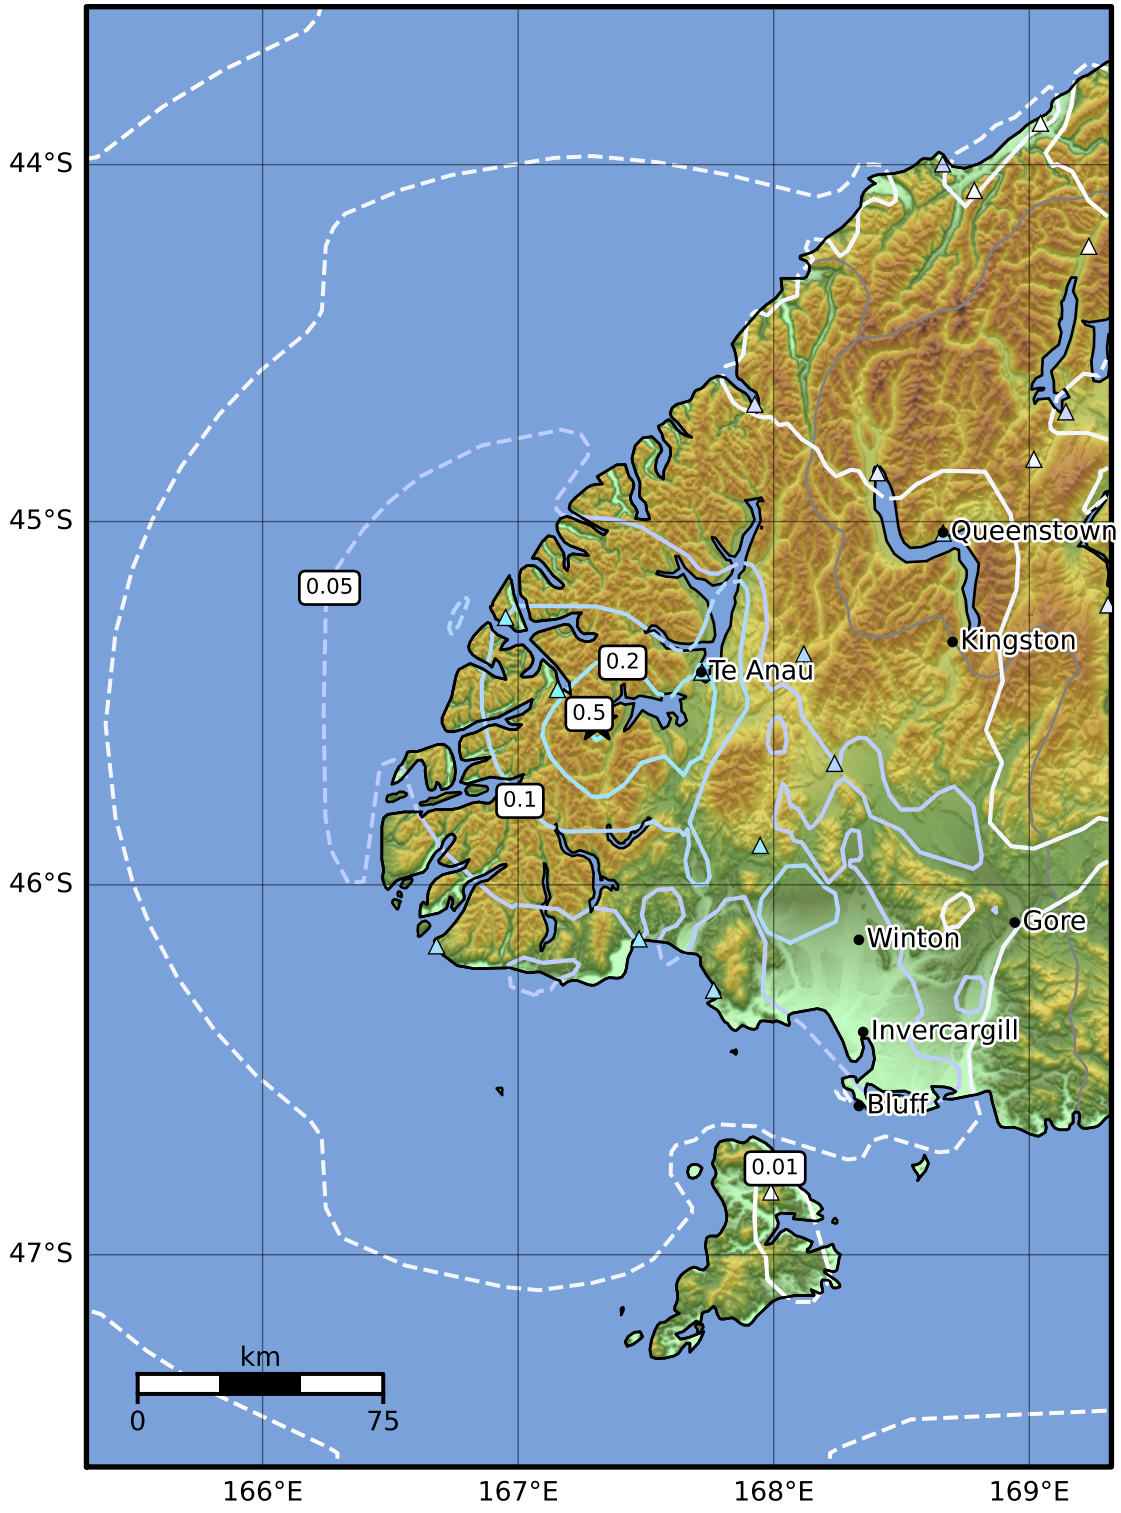 44°S
45°S
Queenstown
0.05
Kingston
0.2
Te Anau
0.5
0.1
46°S
Gore
Winton
Invercargill
Bluff
0.01
47°S
km
0 75
166°E 167°E 168°E 169°E